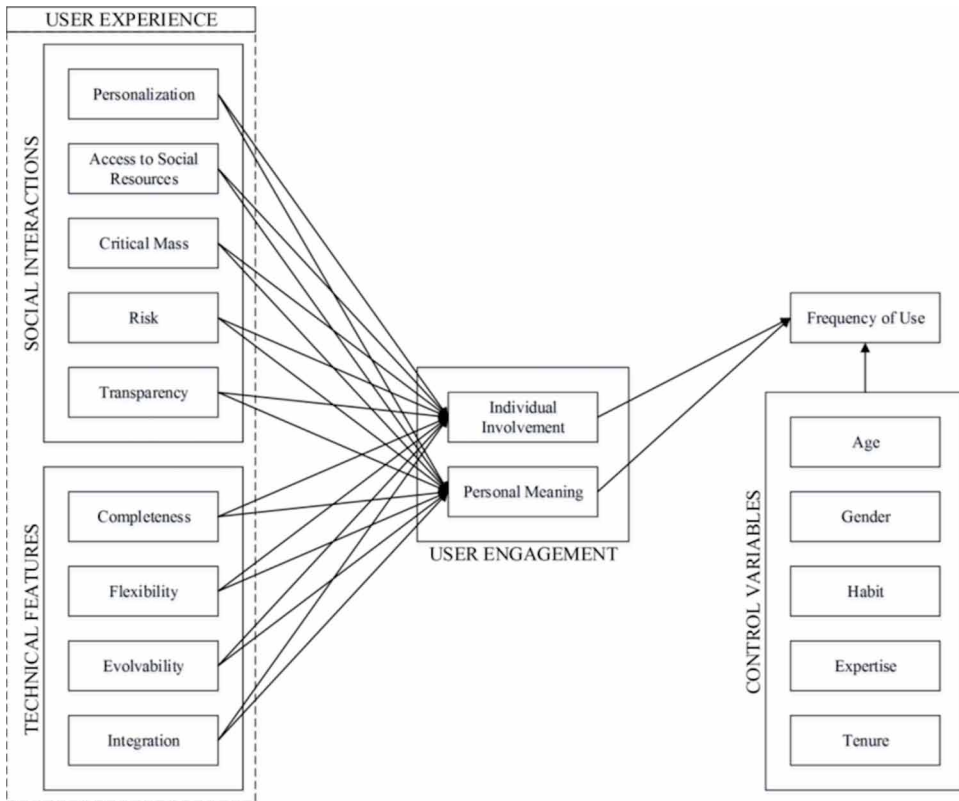 USER EXPERIENCE
SOCIAL INTERACTIONS
Personalization
Access to Social
Resources
Critical Mass
Risk
Transparency
TECHNICAL FEATURES
Completeness
Flexibility
Evolvability
Integration
Individual
Involvement
Personal Meaning
USER ENGAGEMENT
Frequency of Use
CONTROL VARIABLES
Age
Gender
Habit
Expertise
Tenure